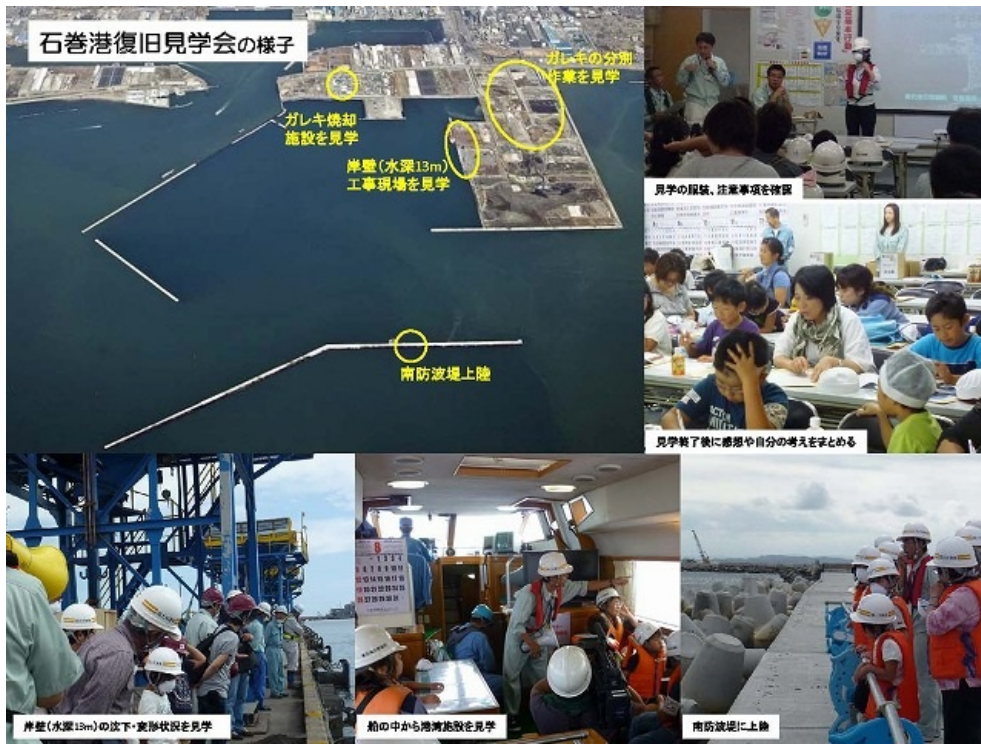 石巻港復旧見学会の様子
ガレキの分別
作業を見学
ガレキ焼却
施設を見学
岸壁(水深13m)
工事現場を見学
南防波堤上陸
見学の服装、注意事項を確認
見学終了後に感想や自分の考えをまとめる
岸壁(水深13m)の沈下・変形状況を見学
8
船の中から港湾施設を見学
南防波堤に上陸